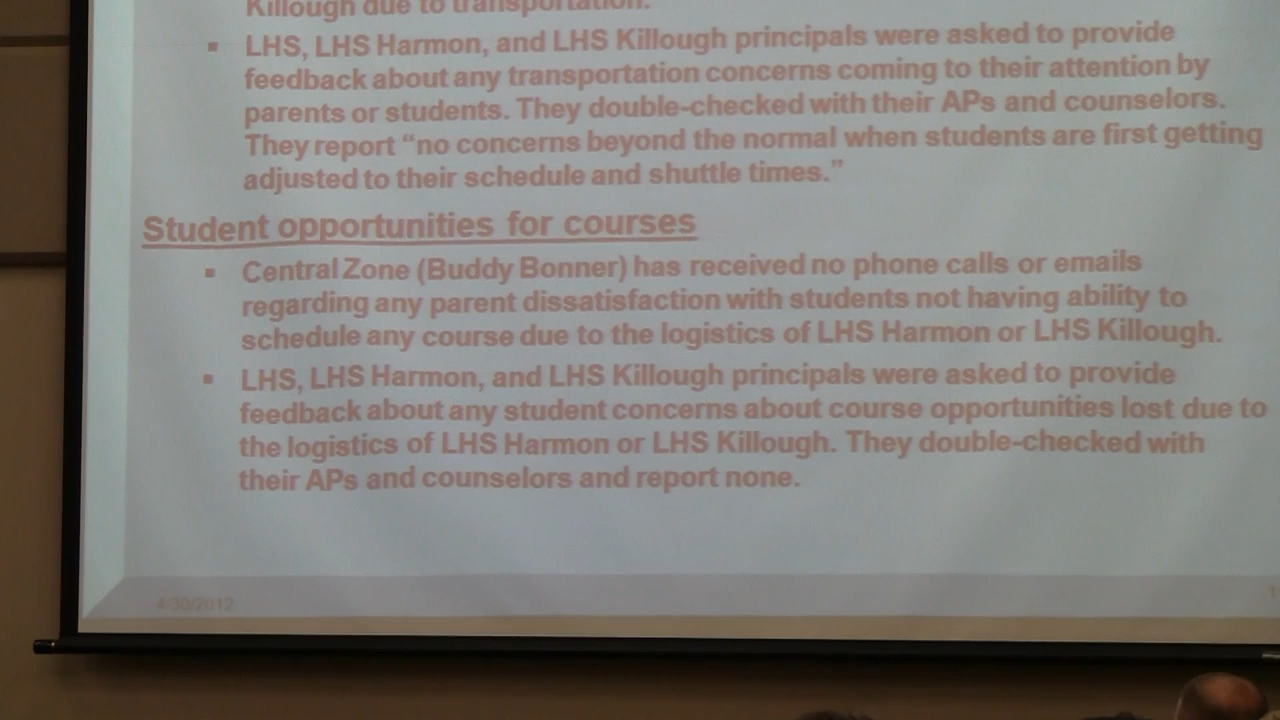 Killough due to transportation.
▪ LHS, LHS Harmon, and LHS Killough principals were asked to provide
feedback about any transportation concerns coming to their attention by
parents or students. They double-checked with their APs and counselors.
They report “no concerns beyond the normal when students are first getting
adjusted to their schedule and shuttle times.”
Student opportunities for courses
▪ Central Zone (Buddy Bonner) has received no phone calls or emails
regarding any parent dissatisfaction with students not having ability to
schedule any course due to the logistics of LHS Harmon or LHS Killough.
▪ LHS, LHS Harmon, and LHS Killough principals were asked to provide
feedback about any student concerns about course opportunities lost due to
the logistics of LHS Harmon or LHS Killough. They double-checked with
their APs and counselors and report none.
4/30/2012